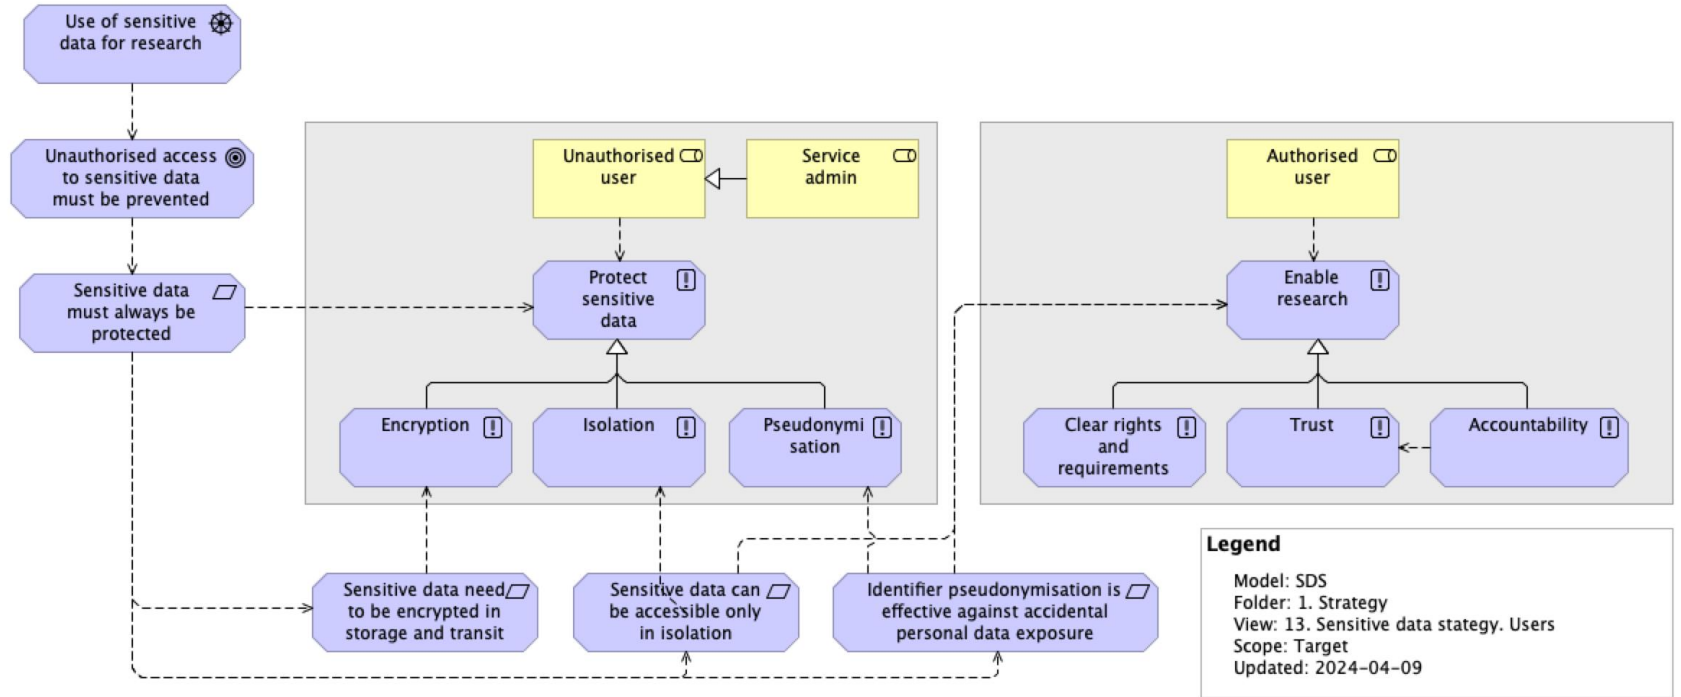 Use of sensitive
data for research
Unauthorised access
to sensitive data
must be prevented
Sensitive data
must always be
protected
Unauthorised
user
Service
admin
Protect
sensitive
data
Encryption
Isolation
Pseudonymi
sation
Authorised
user
Enable
research
Clear rights
and
requirements
Trust
Accountability
Sensitive data need
to be encrypted in
storage and transit
Sensitive data can
be accessible only
in isolation
Identifier pseudonymisation is
effective against accidental
personal data exposure
Legend
Model: SDS
Folder: 1. Strategy
View: 13. Sensitive data stategy. Users
Scope: Target
Updated: 2024-04-09